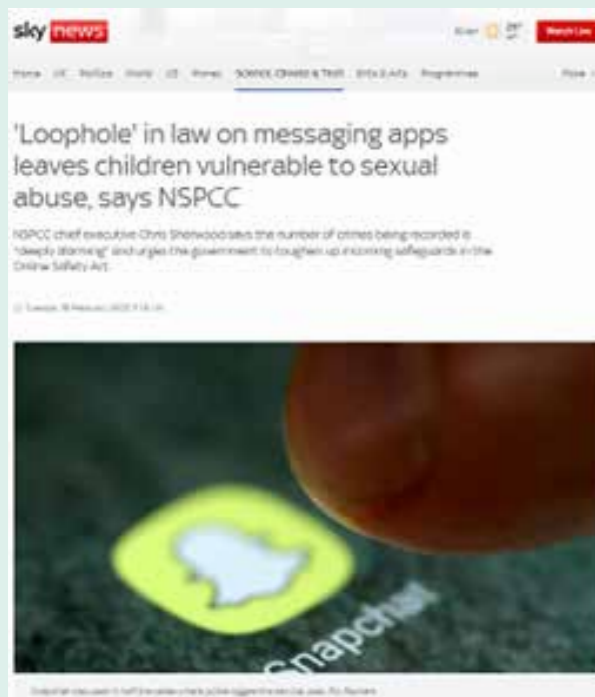 sky news
Watch Live
Home UK Politics World US Money SCIENCE, CLIMATE & TECH Ents & Arts Programmes More
'Loophole' in law on messaging apps
leaves children vulnerable to sexual
abuse, says NSPCC
NSPCC chief executive Chris Sherwood says the number of crimes being recorded is
"deeply alarming" and urges the government to toughen up incoming safeguards in the
Online Safety Act.
Snapchat